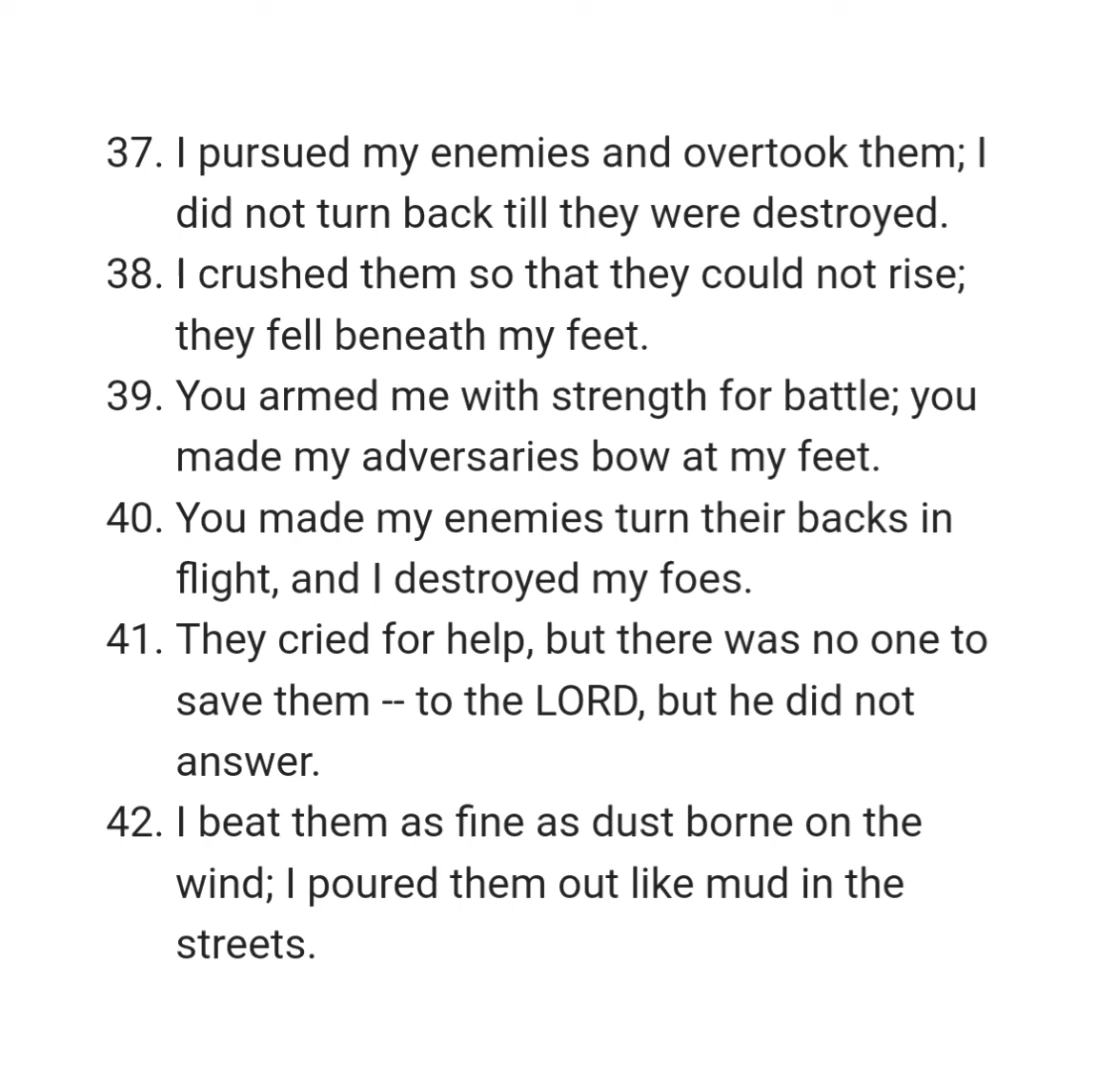 37. I pursued my enemies and overtook them; I
did not turn back till they were destroyed.
38. I crushed them so that they could not rise;
they fell beneath my feet.
39. You armed me with strength for battle; you
made my adversaries bow at my feet.
40. You made my enemies turn their backs in
flight, and I destroyed my foes.
41. They cried for help, but there was no one to
save them -- to the LORD, but he did not
answer.
42. I beat them as fine as dust borne on the
wind; I poured them out like mud in the
streets.